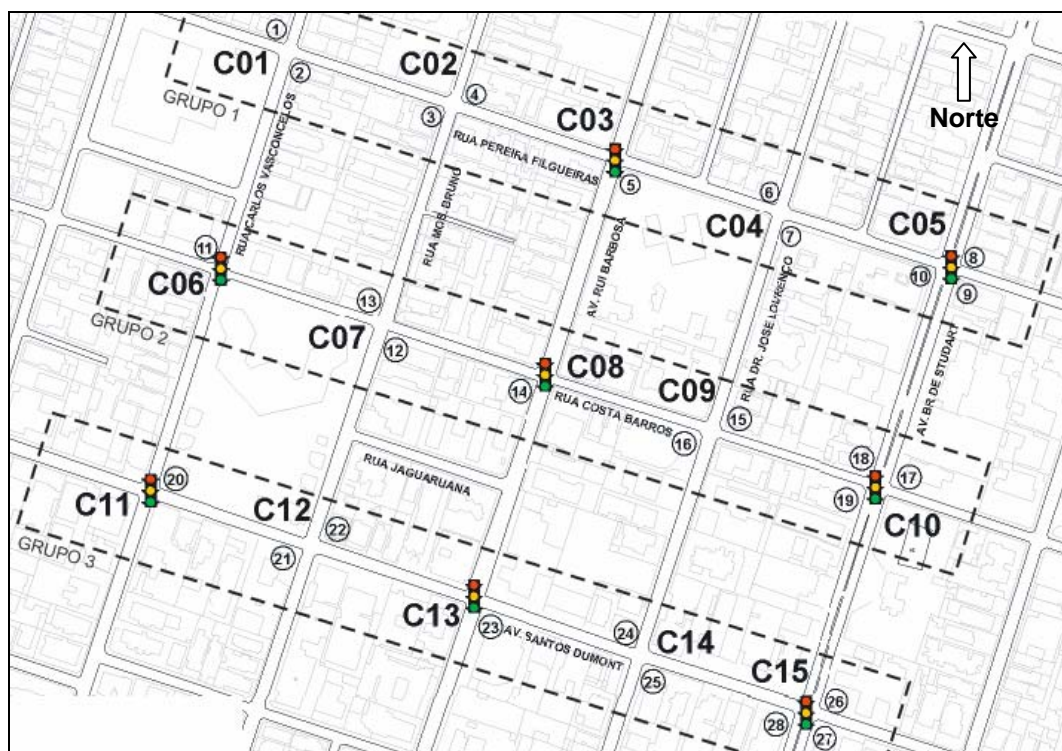 1
C01
2
C02
4
3
GRUPO 1
C03
5
Norte
RUA PEREIRA FILGUEIRAS
RUA CARLOS VASCONCELOS
RUA MOB. BRUNO
6
C04
7
C05
8
10
9
11
C06
GRUPO 2
13
C07
12
AV. RUI BARBOSA
RUA DR. JOSE LOURENÇO
AV. BR. DE STUDART
C08
14
RUA COSTA BARROS
C09
15
16
18
17
19
C10
20
C11
GRUPO 3
C12
22
21
RUA JAGUARUANA
C13
23
AV. SANTOS DUMONT
24
C14
25
C15
26
28
27